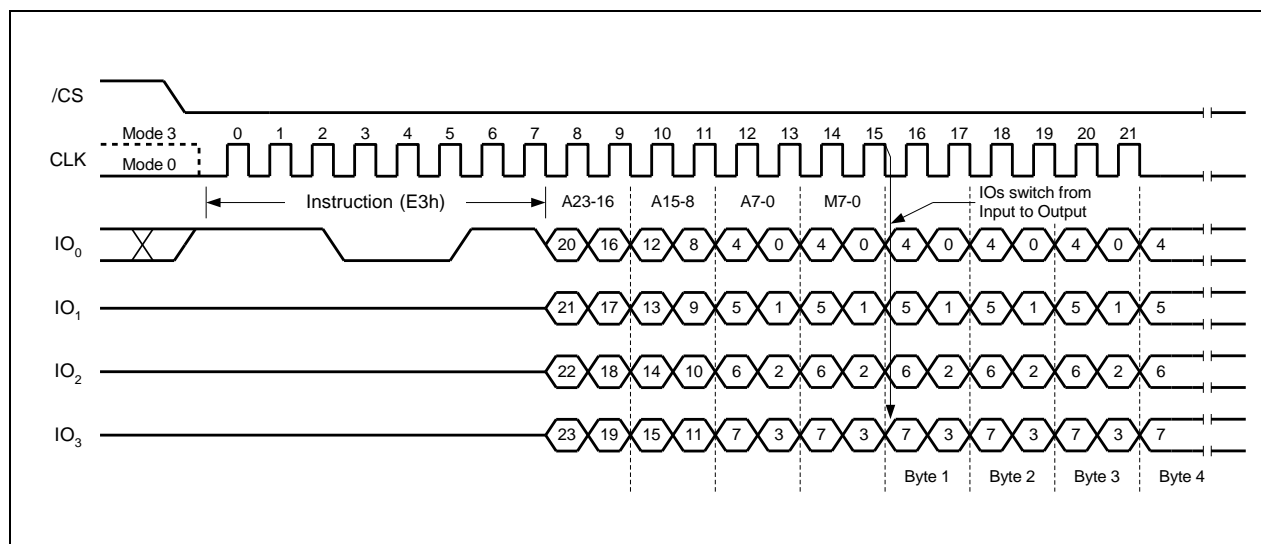 /CS
Mode 3
0 1 2 3 4 5 6 7 8 9 10 11 12 13 14 15 16 17 18 19 20 21
CLK
Mode 0
Instruction (E3h) A23-16 A15-8 A7-0 M7-0 IOs switch from
Input to Output
IO0 20 16 12 8 4 0 4 0 4 0 4 0 4 0 4
IO1 21 17 13 9 5 1 5 1 5 1 5 1 5 1 5
IO2 22 18 14 10 6 2 6 2 6 2 6 2 6 2 6
IO3 23 19 15 11 7 3 7 3 7 3 7 3 7 3 7
Byte 1 Byte 2 Byte 3 Byte 4